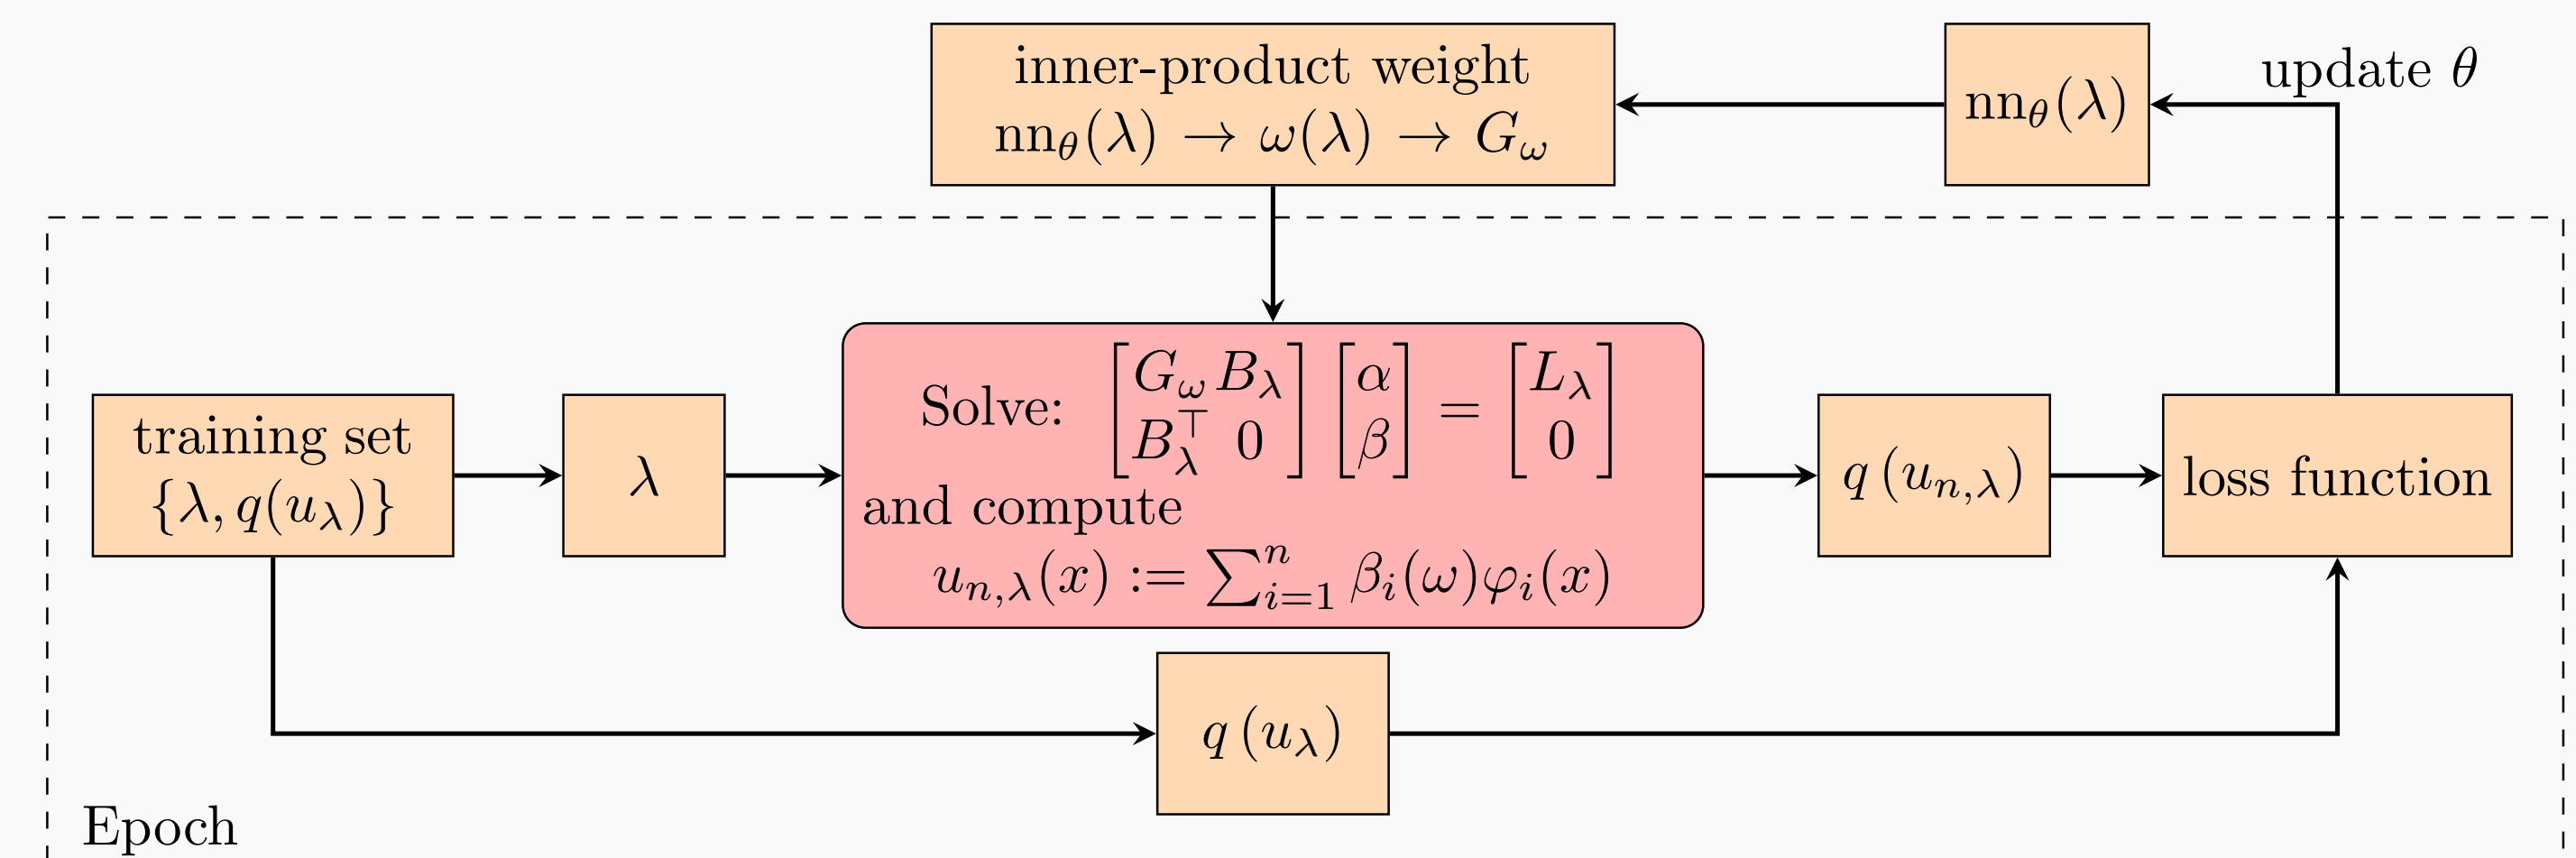 inner-product weight
nn_θ(λ) → ω(λ) → G_ω
nn_θ(λ)
update θ
training set
{λ, q(u_λ)}
λ
Solve: [G_ω B_λ; B_λ^⊤ 0] [α; β] = [L_λ; 0]
and compute
u_{n,λ}(x) := ∑_{i=1}^{n} β_i(ω)φ_i(x)
q (u_{n,λ})
loss function
q (u_λ)
Epoch